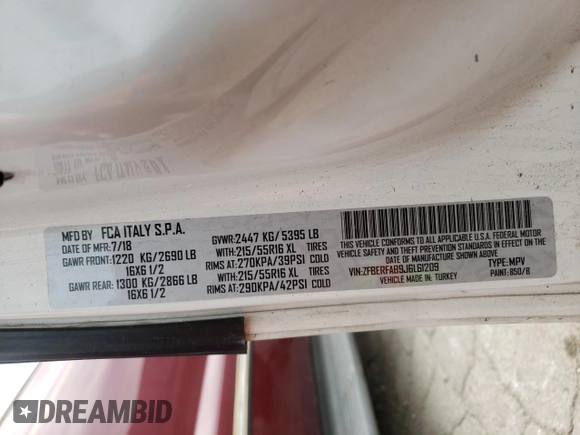 MFD BY FCA ITALY S.P.A.
DATE OF MFR:7/18 GVWR:2447 KG/ 5395 LB
GAWR FRONT:1220 KG/2690 LB WITH:215/55R16 XL TIRES
16X6 1/2 RIMS AT:270KPA/39PSI COLD
GAWR REAR:1300 KG/2866 LB WITH:215/55R16 XL TIRES
16X6 1/2 RIMS AT:290KPA/42PSI COLD
THIS VEHICLE CONFORMS TO ALL APPLICABLE U.S.A. FEDERAL MOTOR
VEHICLE SAFETY, BUMPER, AND THEFT PREVENTION STANDARDS IN EFFECT ON THE
DATE OF MANUFACTURE SHOWN ABOVE
VIN:ZFBERFAB9J6L61209 TYPE: MPV
VEHICLE MADE IN: TURKEY PAINT: 850/B
FCA ITALY S.P.A.
DREAMBID